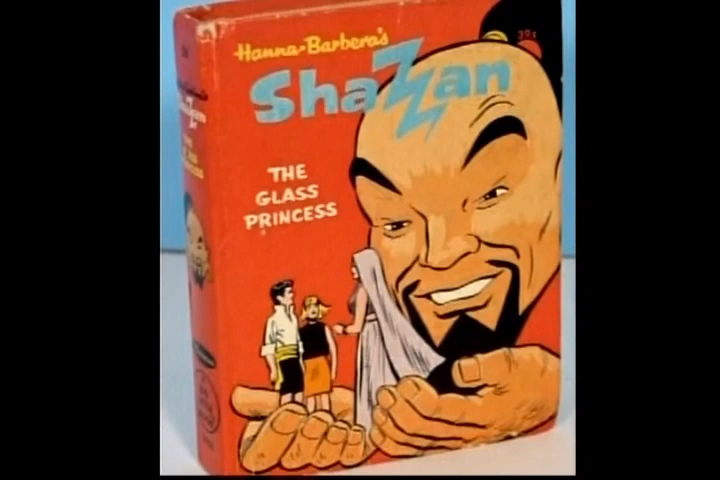 Hanna-Barbera's
Shazzan
39¢
THE
GLASS
PRINCESS